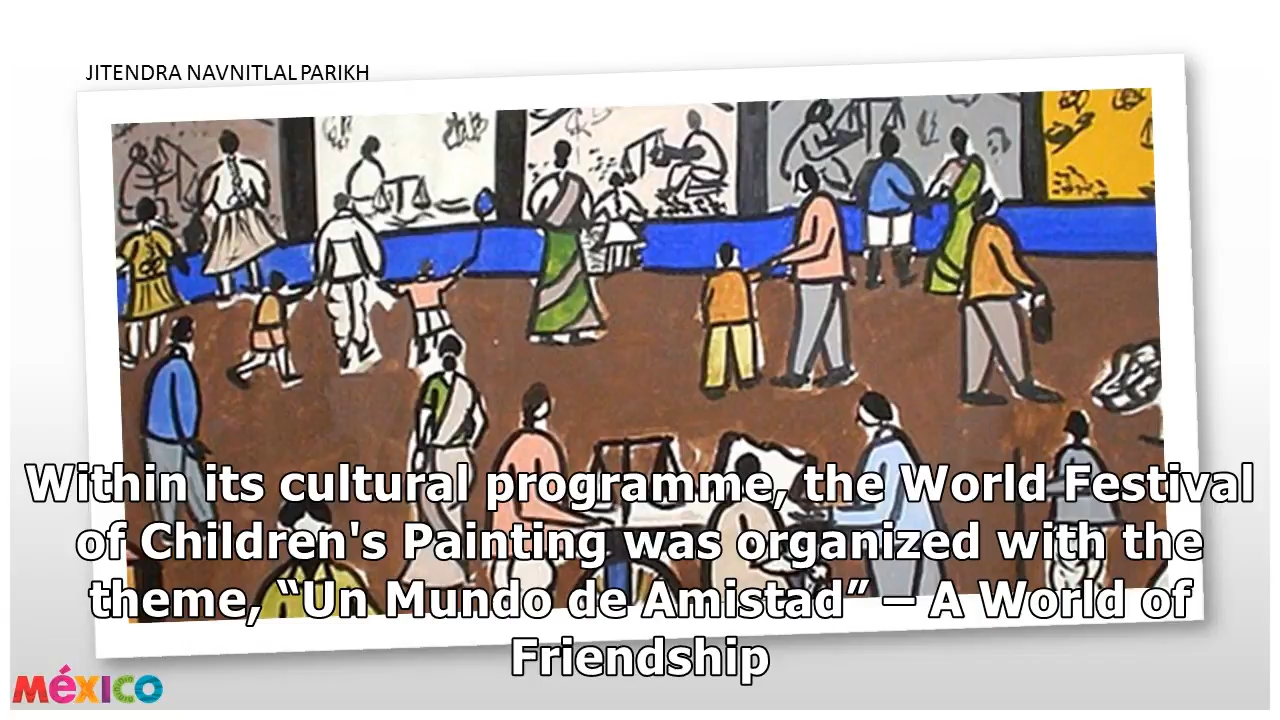 JITENDRA NAVNITLAL PARIKH
Within its cultural programme, the World Festival
of Children's Painting was organized with the
theme, “Un Mundo de Amistad” – A World of
Friendship
México